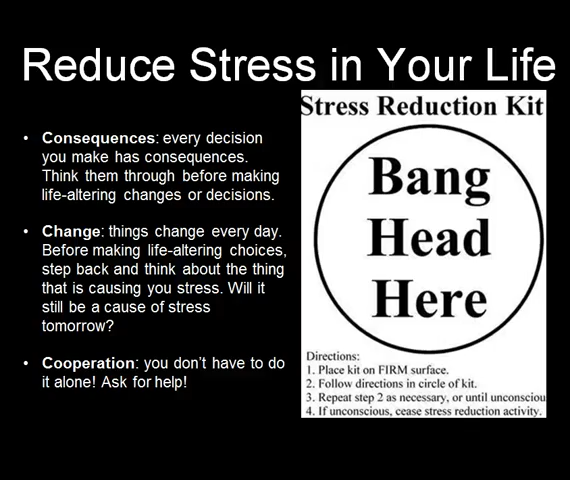 Reduce Stress in Your Life
• Consequences: every decision
you make has consequences.
Think them through before making
life-altering changes or decisions.
• Change: things change every day.
Before making life-altering choices,
step back and think about the thing
that is causing you stress. Will it
still be a cause of stress
tomorrow?
• Cooperation: you don't have to do
it alone! Ask for help!
Stress Reduction Kit
Bang
Head
Here
Directions:
1. Place kit on FIRM surface.
2. Follow directions in circle of kit.
3. Repeat step 2 as necessary, or until unconsciou
4. If unconscious, cease stress reduction activity.